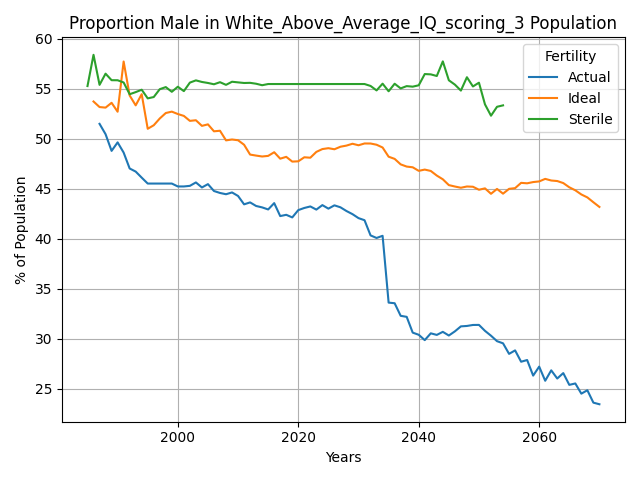 Proportion Male in White_Above_Average_IQ_scoring_3 Population
% of Population
60
55
50
45
40
35
30
25
Fertility
Actual
Ideal
Sterile
2000 2020 2040 2060
Years